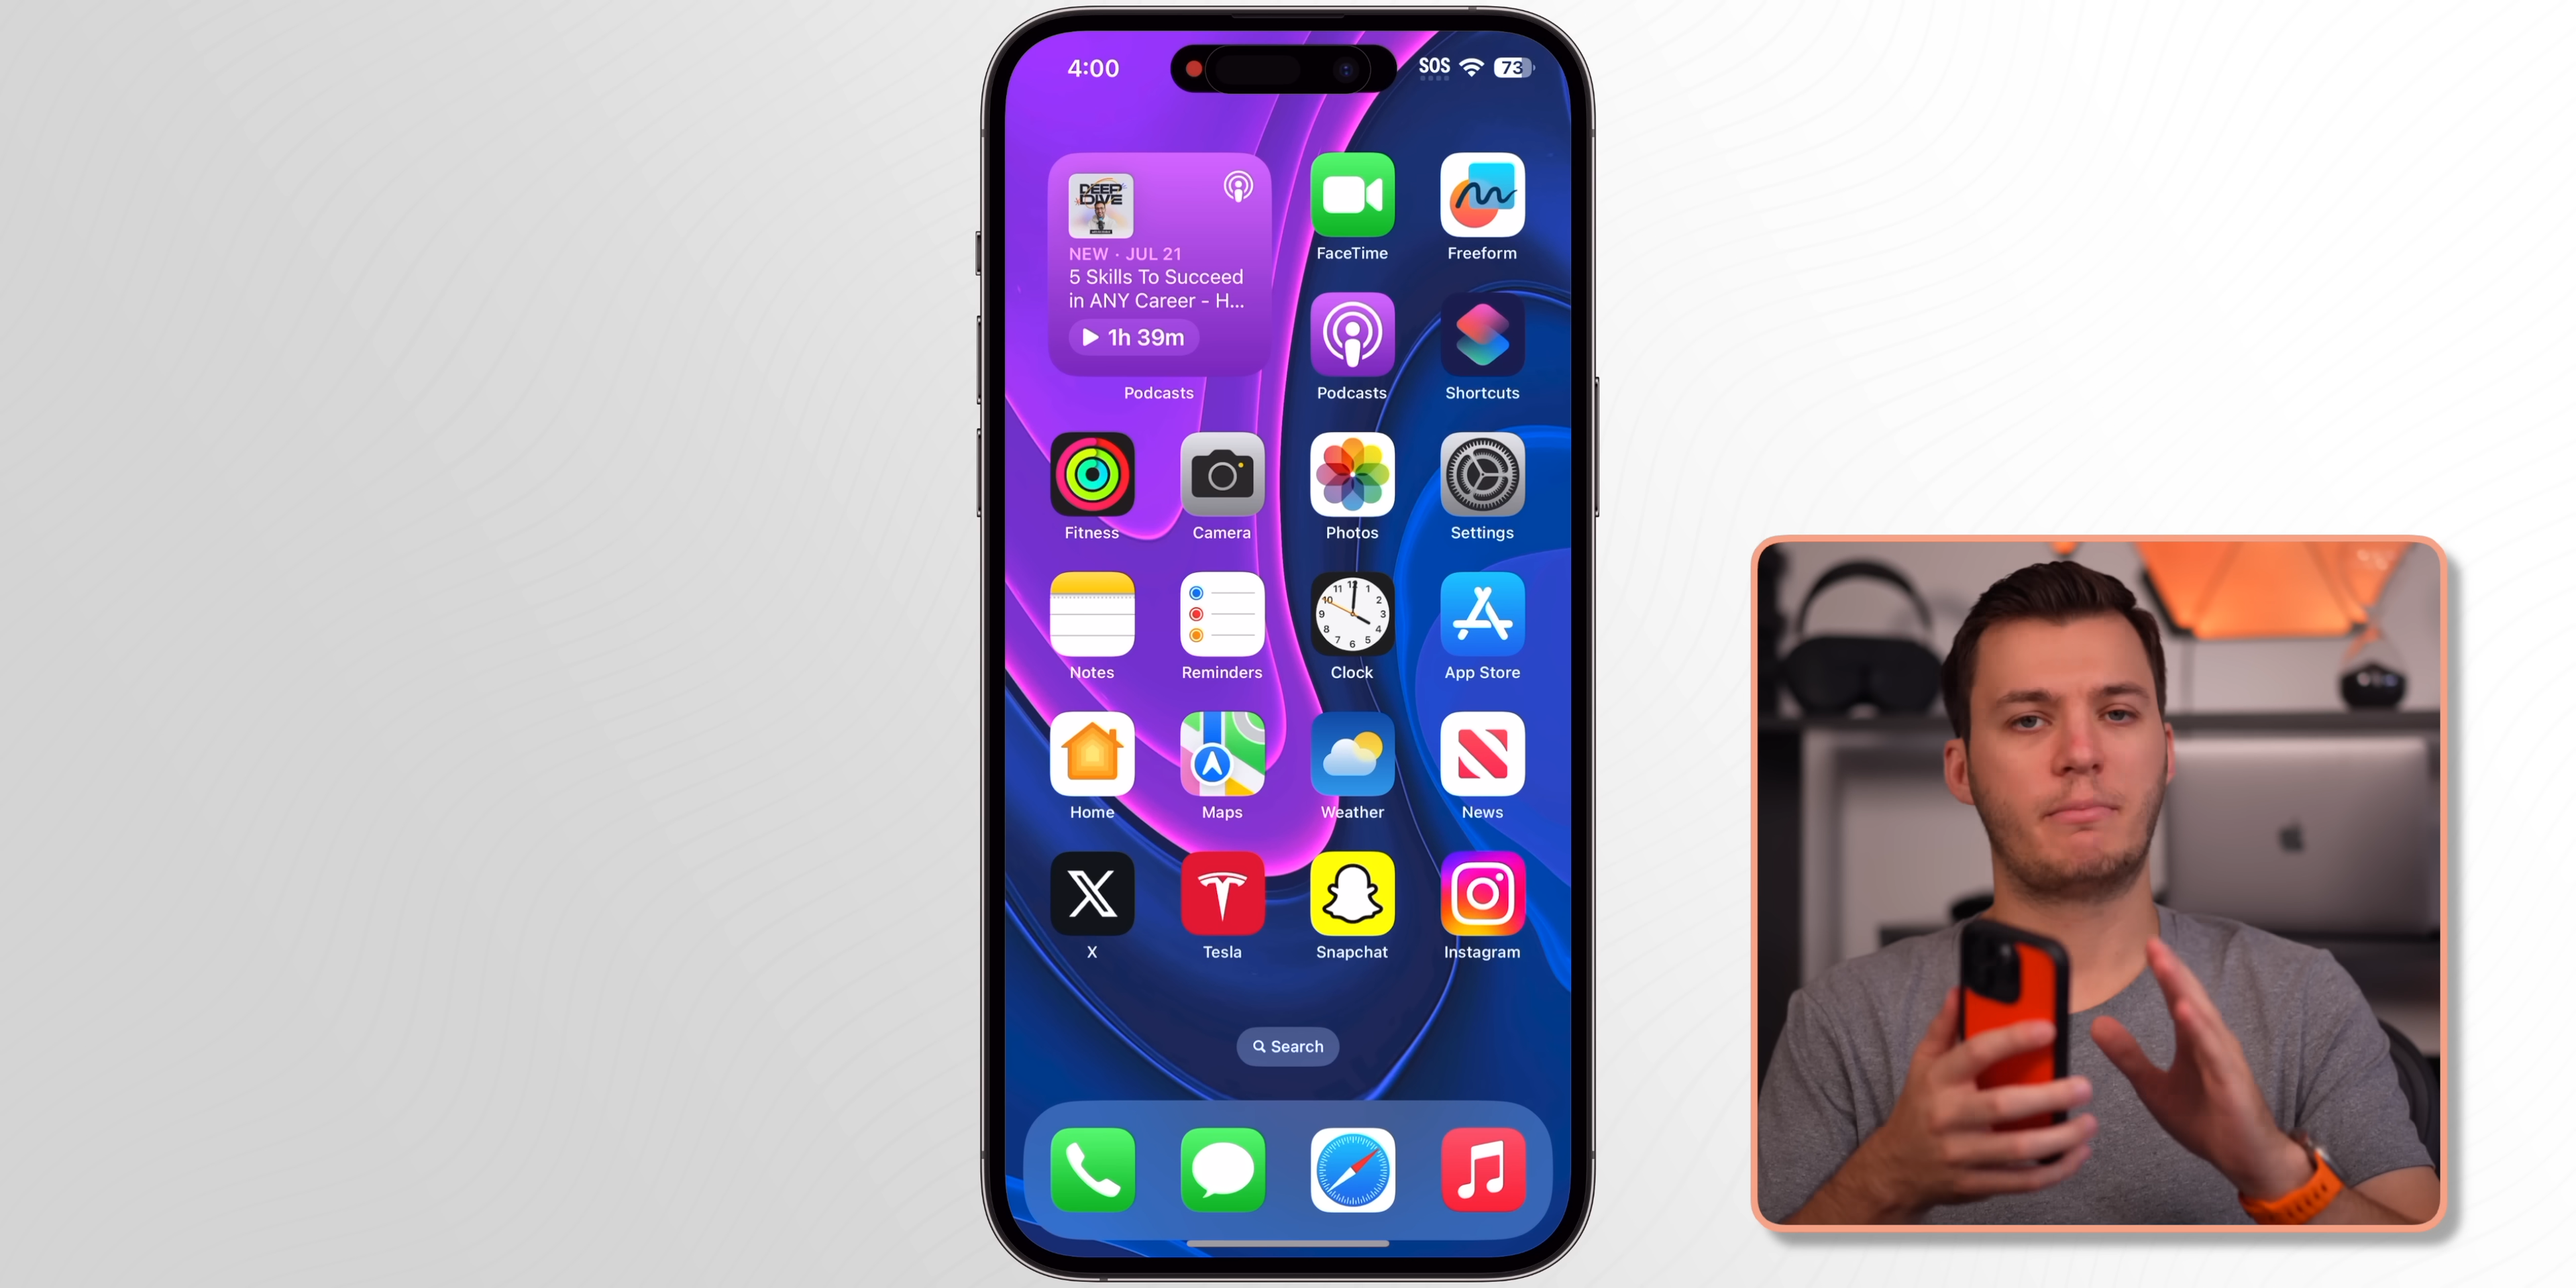 4:00
SOS
73
DEEP
DIVE
NEW · JUL 21
5 Skills To Succeed
in ANY Career - H...
1h 39m
Podcasts
FaceTime
Freeform
Podcasts
Shortcuts
Fitness
Camera
Photos
Settings
Notes
Reminders
Clock
App Store
Home
Maps
Weather
News
X
Tesla
Snapchat
Instagram
Search